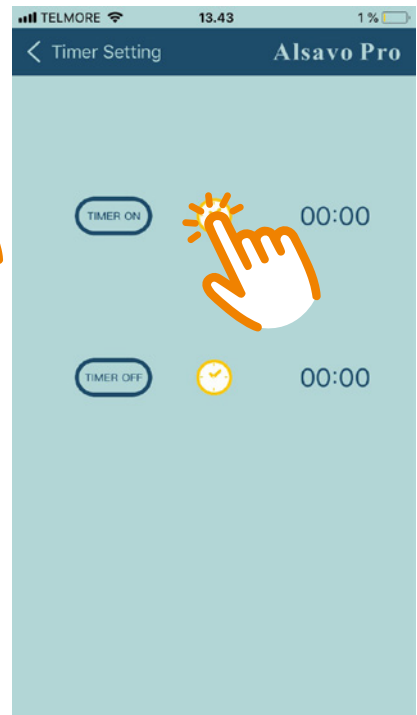 TELMORE 13.43 1 %
Timer Setting Alsavo Pro
TIMER ON 00:00
TIMER OFF 00:00